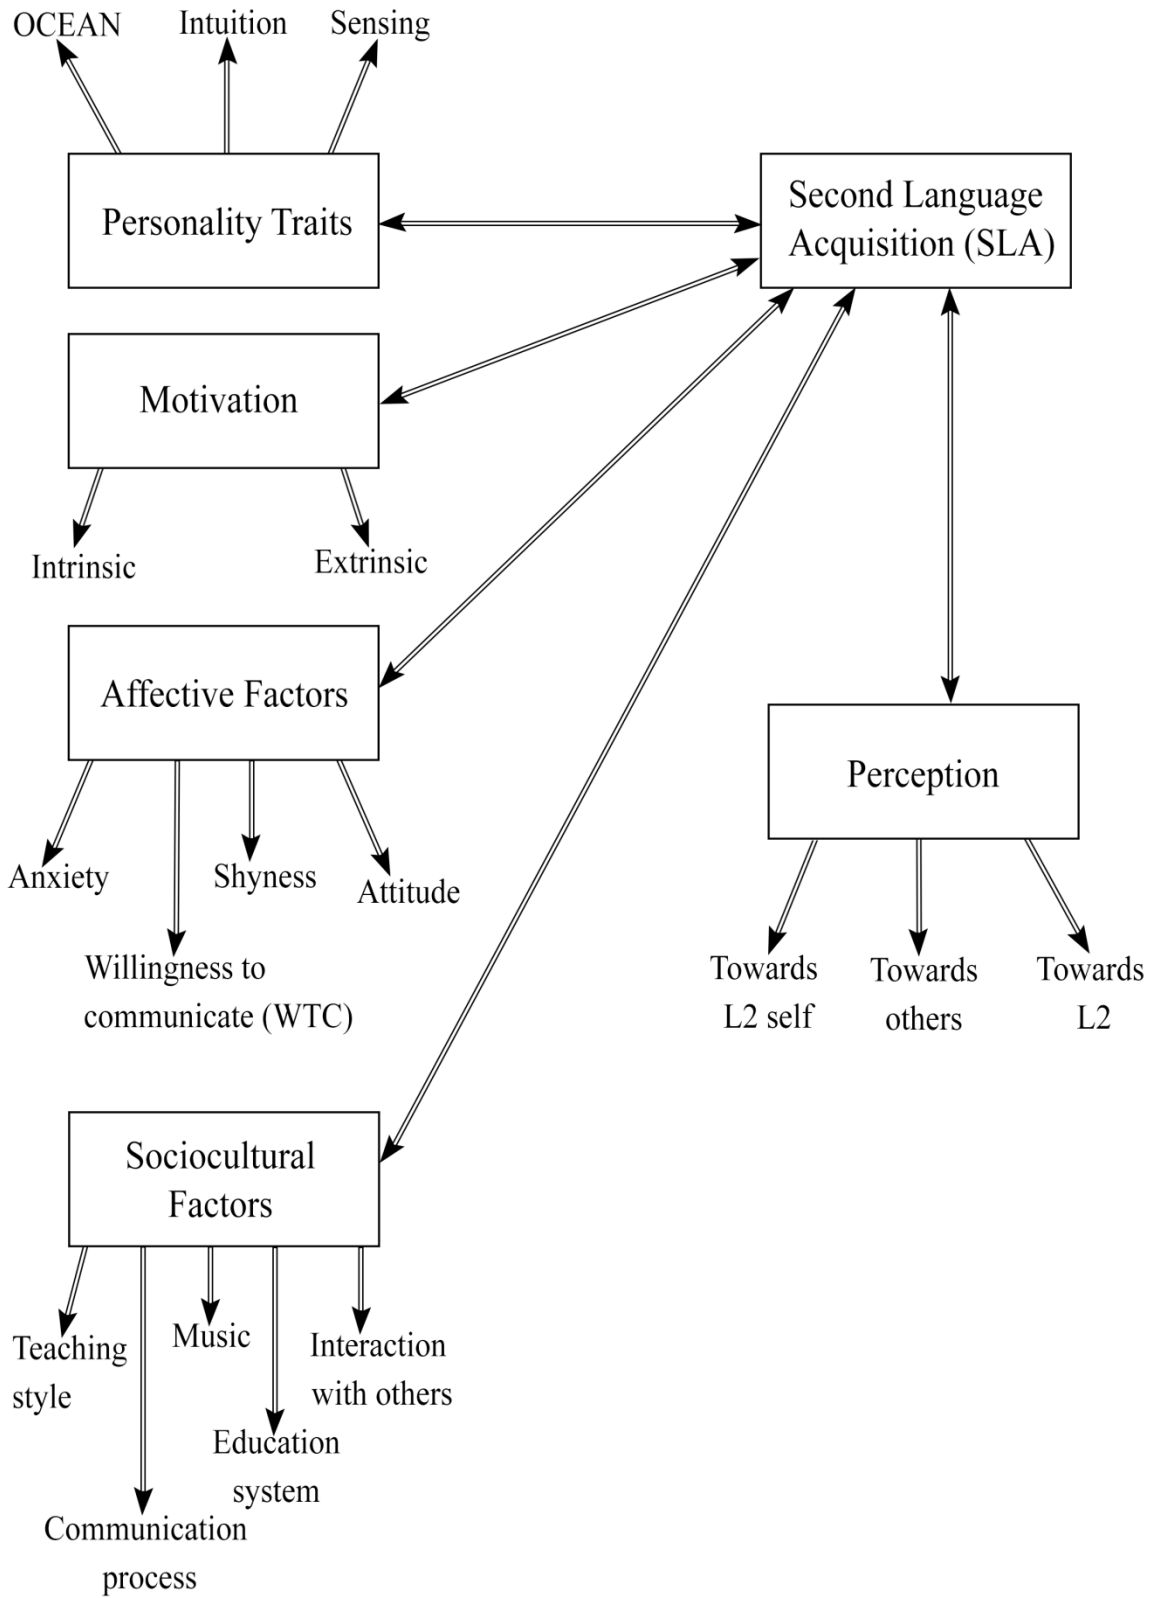 OCEAN
Intuition
Sensing
Personality Traits
Second Language
Acquisition (SLA)
Motivation
Intrinsic
Extrinsic
Affective Factors
Anxiety
Shyness
Attitude
Willingness to
communicate (WTC)
Perception
Towards
L2 self
Towards
others
Towards
L2
Sociocultural
Factors
Teaching
style
Music
Interaction
with others
Education
system
Communication
process